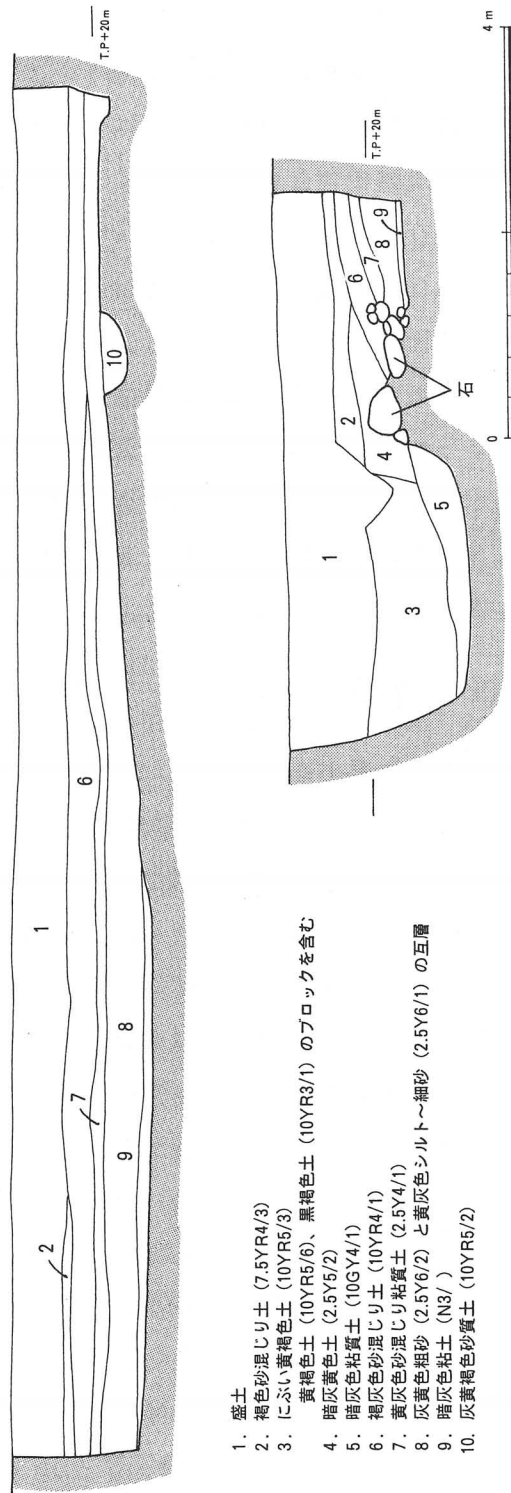 T.P+20m
1
2
6
7
8
9
10
T.P+20m
1
2
3
4
5
6
7
8
9
石
0
4 m
1. 盛土
2. 褐色砂混じり土 (7.5YR4/3)
3. にぶい黄褐色土 (10YR5/3)
黄褐色土 (10YR5/6)、黒褐色土 (10YR3/1) のブロックを含む
4. 暗灰黄色土 (2.5Y5/2)
5. 暗灰色粘質土 (10GY4/1)
6. 褐灰色砂混じり土 (10YR4/1)
7. 黄灰色砂混じり粘質土 (2.5Y4/1)
8. 灰黄色粗砂 (2.5Y6/2) と黄灰色シルト〜細砂 (2.5Y6/1) の互層
9. 暗灰色粘土 (N3/ )
10. 灰黄褐色砂質土 (10YR5/2)